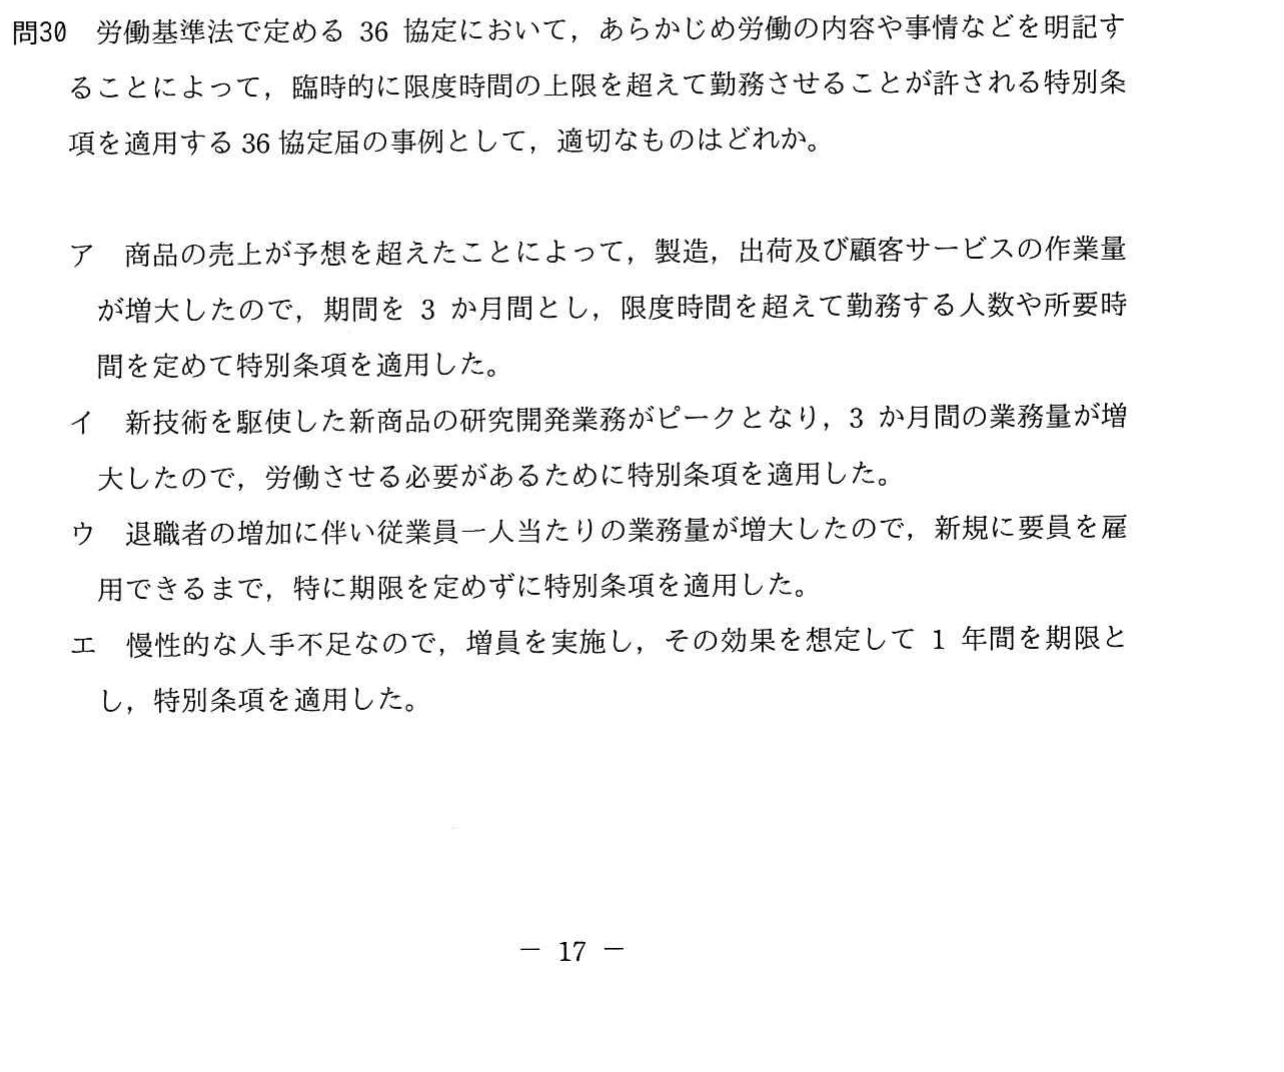 問30 労働基準法で定める 36 協定において，あらかじめ労働の内容や事情などを明記す
ることによって，臨時的に限度時間の上限を超えて勤務させることが許される特別条
項を適用する 36 協定届の事例として，適切なものはどれか。
ア 商品の売上が予想を超えたことによって，製造，出荷及び顧客サービスの作業量
が増大したので，期間を 3 か月間とし，限度時間を超えて勤務する人数や所要時
間を定めて特別条項を適用した。
イ 新技術を駆使した新商品の研究開発業務がピークとなり，3 か月間の業務量が増
大したので，労働させる必要があるために特別条項を適用した。
ウ 退職者の増加に伴い従業員一人当たりの業務量が増大したので，新規に要員を雇
用できるまで，特に期限を定めずに特別条項を適用した。
エ 慢性的な人手不足なので，増員を実施し，その効果を想定して 1 年間を期限と
し，特別条項を適用した。
－ 17 －